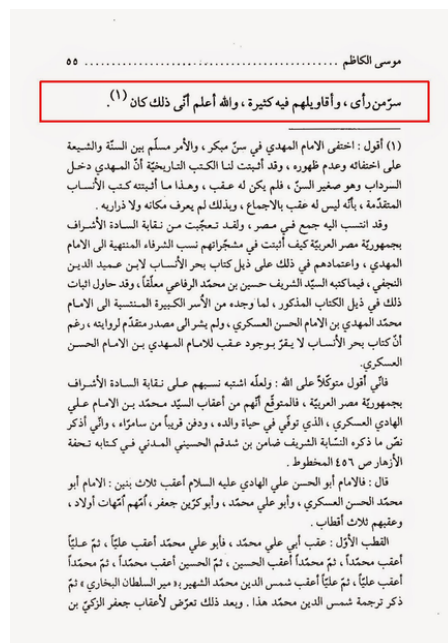 موسى الكاظم ........................................ ٥٥
سرّ من رأى ، وأقاويلهم فيه كثيرة ، والله أعلم أنّى ذلك كان (١) .
(١) أقول : اختفى الامام المهدي في سنّ مبكر ، والأمر مسلّم بين السنّة والشيعة
على اختفائه وعدم ظهوره ، وقد أثبتت لنا الكتب التاريخيّة أنّ المهدي دخل
السرداب وهو صغير السنّ ، فلم يكن له عقب ، وهذا ما أثبتته كتب الأنساب
المتقدّمة ، بأنّه ليس له عقب بالاجماع ، وبذلك لم يعرف مكانه ولا ذراريه .
وقد انتسب اليه جمع في مصر ، ولقد تعجّبت من نقابة السادة الأشراف
بجمهوريّة مصر العربيّة كيف أثبتت في مشجّراتهم نسب الشرفاء المنتهية الى الامام
المهدي ، واعتمادهم في ذلك على ذيل كتاب بحر الأنساب لابن عميد الدين
النجفي ، فيماكتبه السيّد الشريف حسين بن محمّد الرفاعي معلّقاً ، وقد حاول اثبات
ذلك في ذيل الكتاب المذكور ، لما وجده من الأسر الكبيرة المنتسبة الى الامام
محمّد المهدي بن الامام الحسن العسكري ، ولم يشر الى مصدر متقدّم لروايته ، رغم
أنّ كتاب بحر الأنساب لا يقرّ بوجود عقب للامام المهدي بن الامام الحسن
العسكري .
فانّي أقول متوكّلاً على الله : ولعلّه اشتبه نسبهم على نقابة السادة الأشراف
بجمهوريّة مصر العربيّة ، فالمتوقّع أنّهم من أعقاب السيّد محمّد بن الامام علي
الهادي العسكري ، الذي توفّي في حياة والده ، ودفن قريباً من سامرّاء ، وانّي أذكر
نصّ ما ذكره النسّابة الشريف ضامن بن شدقم الحسيني المدني في كتابه تحفة
الأزهار ص ٤٥٦ المخطوط .
قال : فالامام أبو الحسن علي الهادي عليه السلام أعقب ثلاث بنين : الامام أبو
محمّد الحسن العسكري ، وأبو علي محمّد ، وأبو كرّين جعفر ، أمّهم أمّهات أولاد ،
وعقبهم ثلاث أقطاب .
القطب الأوّل : عقب أبي علي محمّد ، فأبو علي محمّد أعقب عليّاً ، ثمّ عليّاً
أعقب محمّداً ، ثمّ محمّداً أعقب الحسين ، ثمّ الحسين أعقب محمّداً ، ثمّ محمّداً
أعقب عليّاً ، ثمّ عليّاً أعقب شمس الدين محمّد الشهير بـ« مير السلطان البخاري » ثمّ
ذكر ترجمة شمس الدين محمّد هذا . وبعد ذلك تعرّض لأعقاب جعفر الزكيّ بن